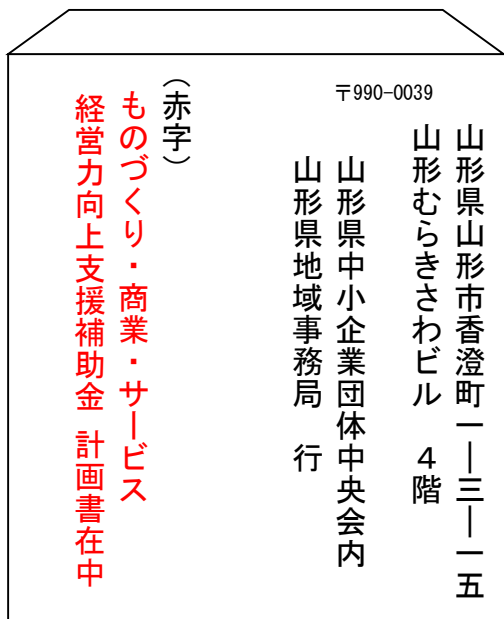 〒990-0039
山形県山形市香澄町一―三―一五
山形むらきさわビル　４階
山形県中小企業団体中央会内
山形県地域事務局　行
（赤字）
ものづくり・商業・サービス
経営力向上支援補助金 計画書在中